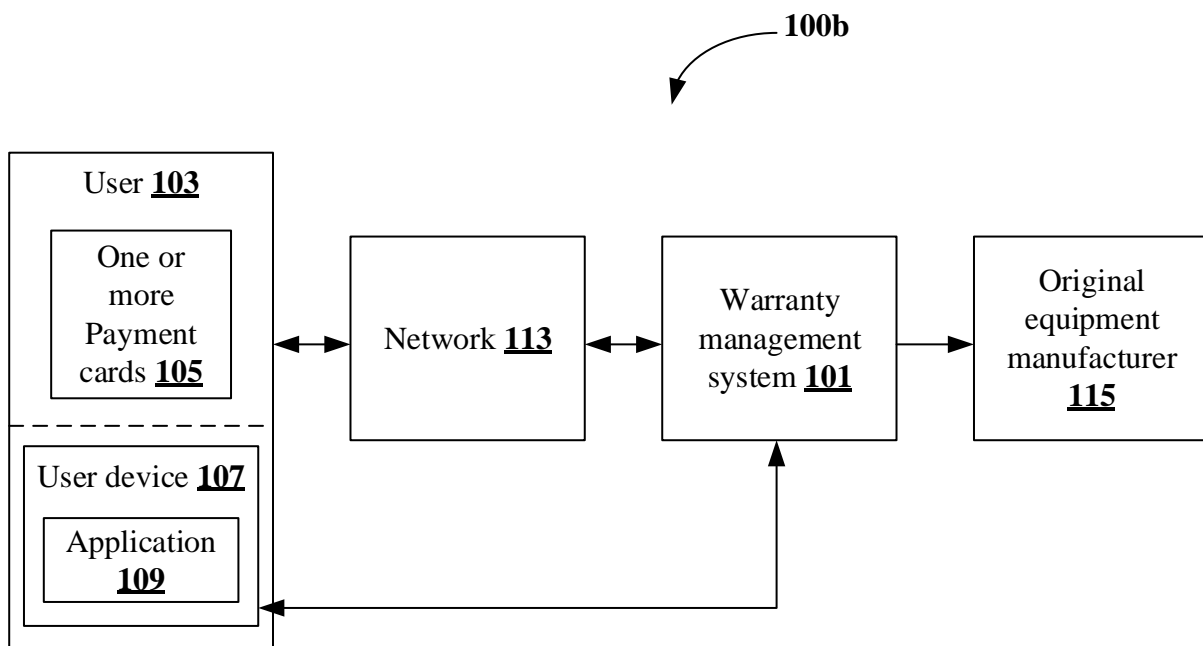 100b
User 103
One or
more
Payment
cards 105
User device 107
Application
109
Network 113
Warranty
management
system 101
Original
equipment
manufacturer
115